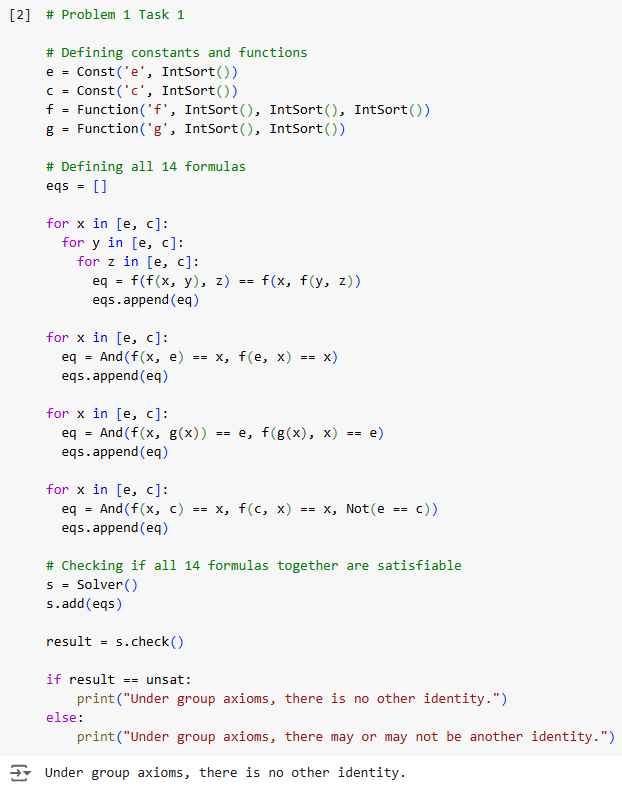 [2] # Problem 1 Task 1

# Defining constants and functions
e = Const('e', IntSort())
c = Const('c', IntSort())
f = Function('f', IntSort(), IntSort(), IntSort())
g = Function('g', IntSort(), IntSort())

# Defining all 14 formulas
eqs = []

for x in [e, c]:
  for y in [e, c]:
    for z in [e, c]:
      eq = f(f(x, y), z) == f(x, f(y, z))
      eqs.append(eq)

for x in [e, c]:
  eq = And(f(x, e) == x, f(e, x) == x)
  eqs.append(eq)

for x in [e, c]:
  eq = And(f(x, g(x)) == e, f(g(x), x) == e)
  eqs.append(eq)

for x in [e, c]:
  eq = And(f(x, c) == x, f(c, x) == x, Not(e == c))
  eqs.append(eq)

# Checking if all 14 formulas together are satisfiable
s = Solver()
s.add(eqs)

result = s.check()

if result == unsat:
    print("Under group axioms, there is no other identity.")
else:
    print("Under group axioms, there may or may not be another identity.")

Under group axioms, there is no other identity.